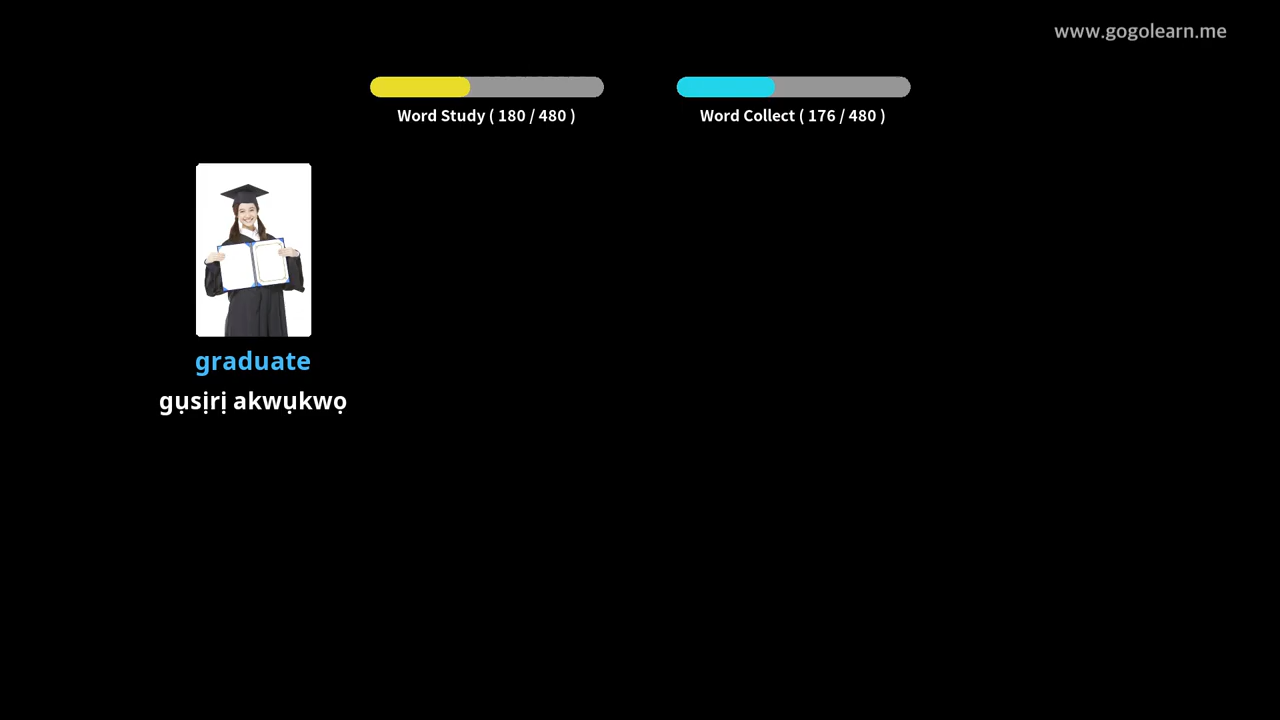 www.gogolearn.me
Word Study ( 180 / 480 )
Word Collect ( 176 / 480 )
graduate
gụsịrị akwụkwọ